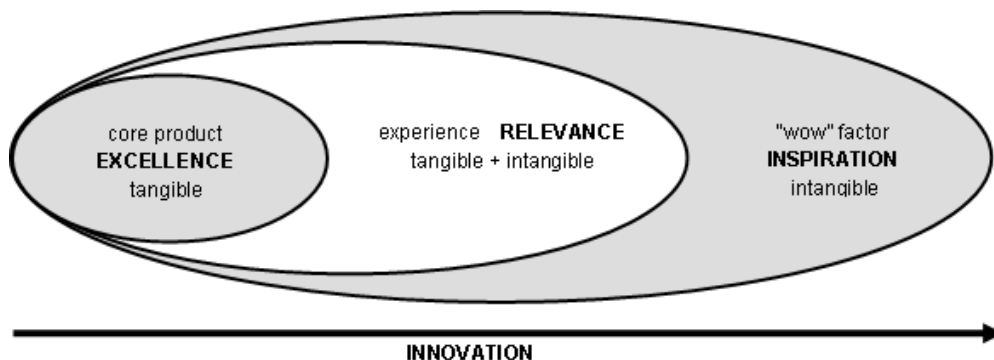 core product
EXCELLENCE
tangible
experience RELEVANCE
tangible + intangible
"wow" factor
INSPIRATION
intangible
INNOVATION